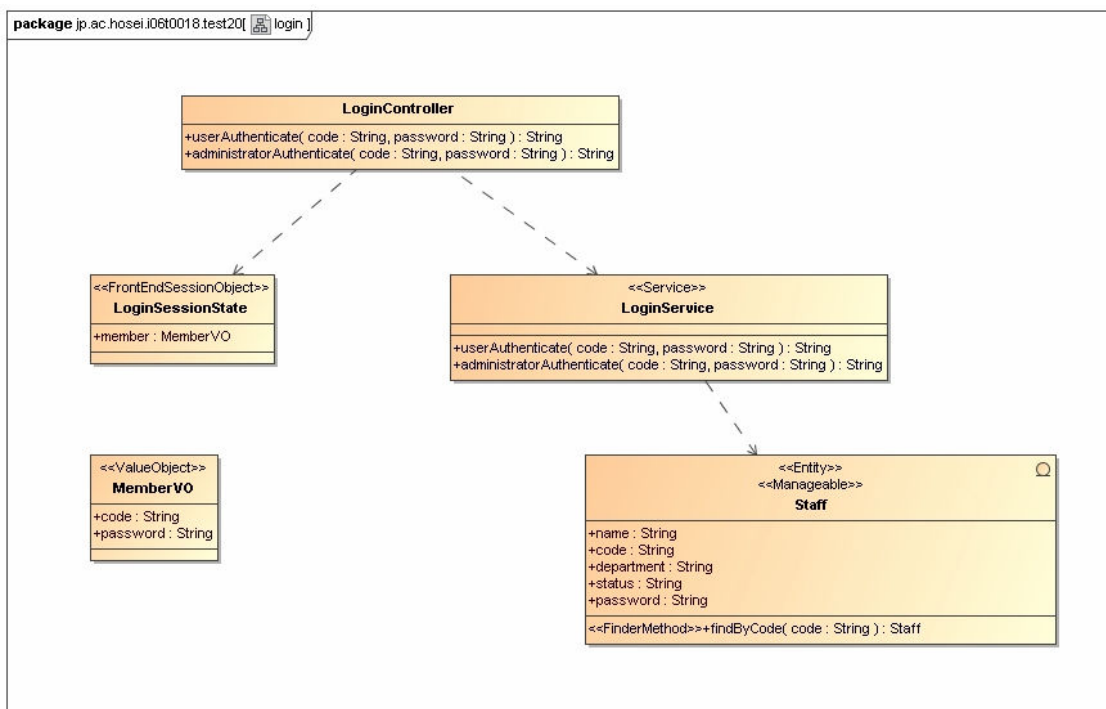 package jp.ac.hosei.i06t0018.test20[ login ]
LoginController
+userAuthenticate( code : String, password : String ) : String
+administratorAuthenticate( code : String, password : String ) : String
<<FrontEndSessionObject>>
LoginSessionState
+member : MemberVO
<<Service>>
LoginService
+userAuthenticate( code : String, password : String ) : String
+administratorAuthenticate( code : String, password : String ) : String
<<ValueObject>>
MemberVO
+code : String
+password : String
<<Entity>>
<<Manageable>>
Staff
+name : String
+code : String
+department : String
+status : String
+password : String
<<FinderMethod>>+findByCode( code : String ) : Staff